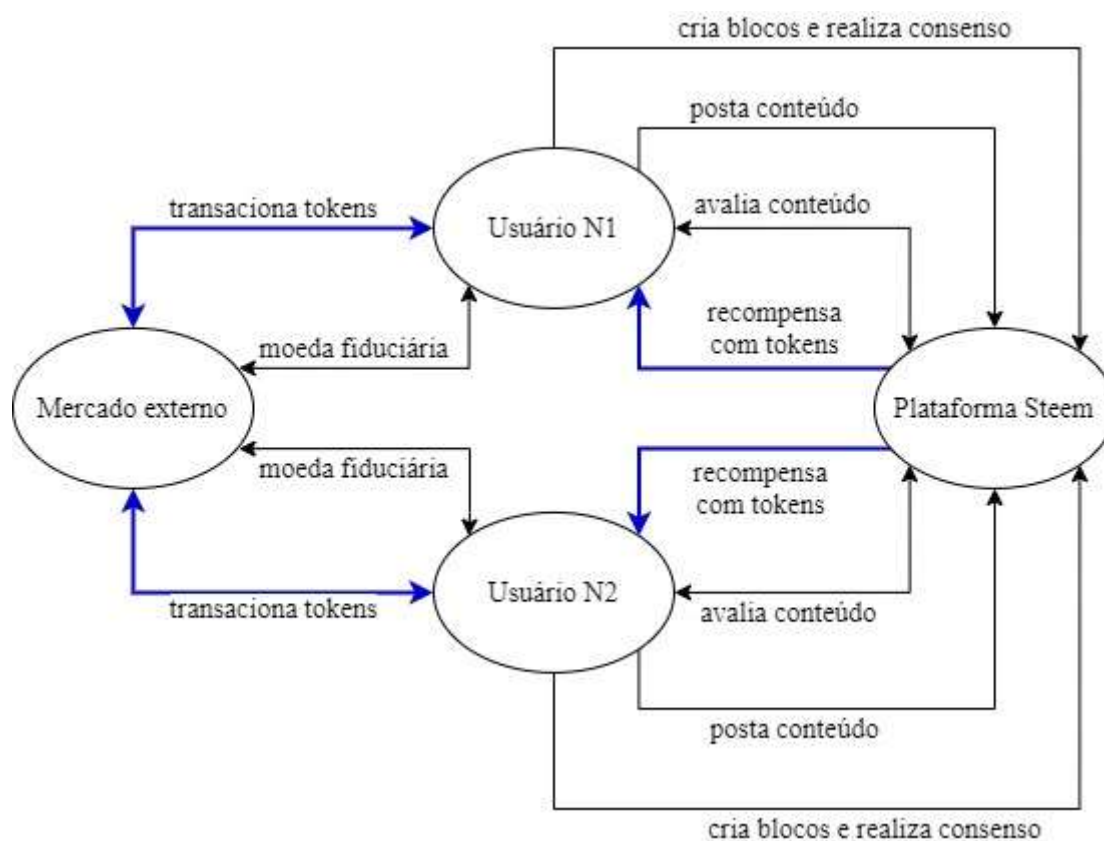 cria blocos e realiza consenso
posta conteúdo
transaciona tokens
Usuário N1
avalia conteúdo
recompensa
com tokens
moeda fiduciária
Mercado externo
Plataforma Steem
moeda fiduciária
recompensa
com tokens
Usuário N2
transaciona tokens
avalia conteúdo
posta conteúdo
cria blocos e realiza consenso